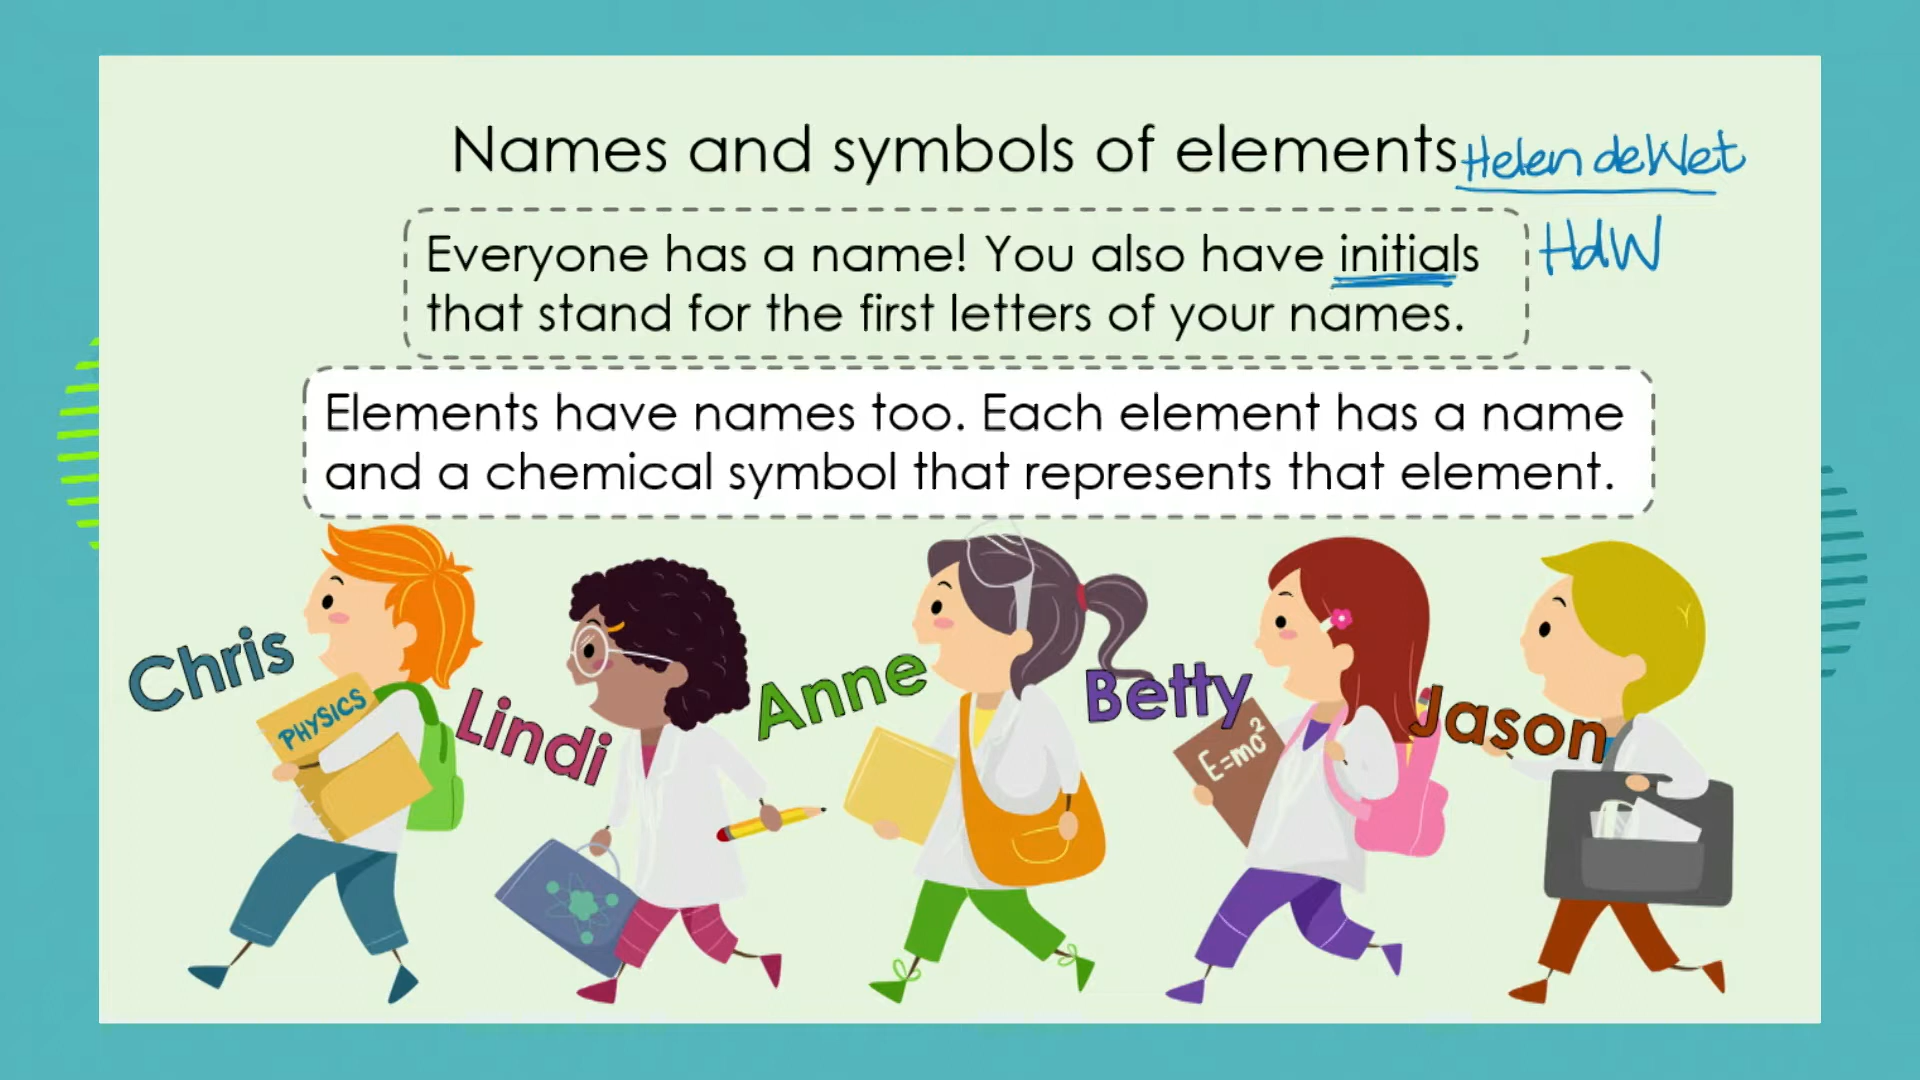 Names and symbols of elements
Helen de Wet
Everyone has a name! You also have initials
HdW
that stand for the first letters of your names.
Elements have names too. Each element has a name
and a chemical symbol that represents that element.
Chris
Lindi
Anne
Betty
Jason
PHYSICS
E=mc²